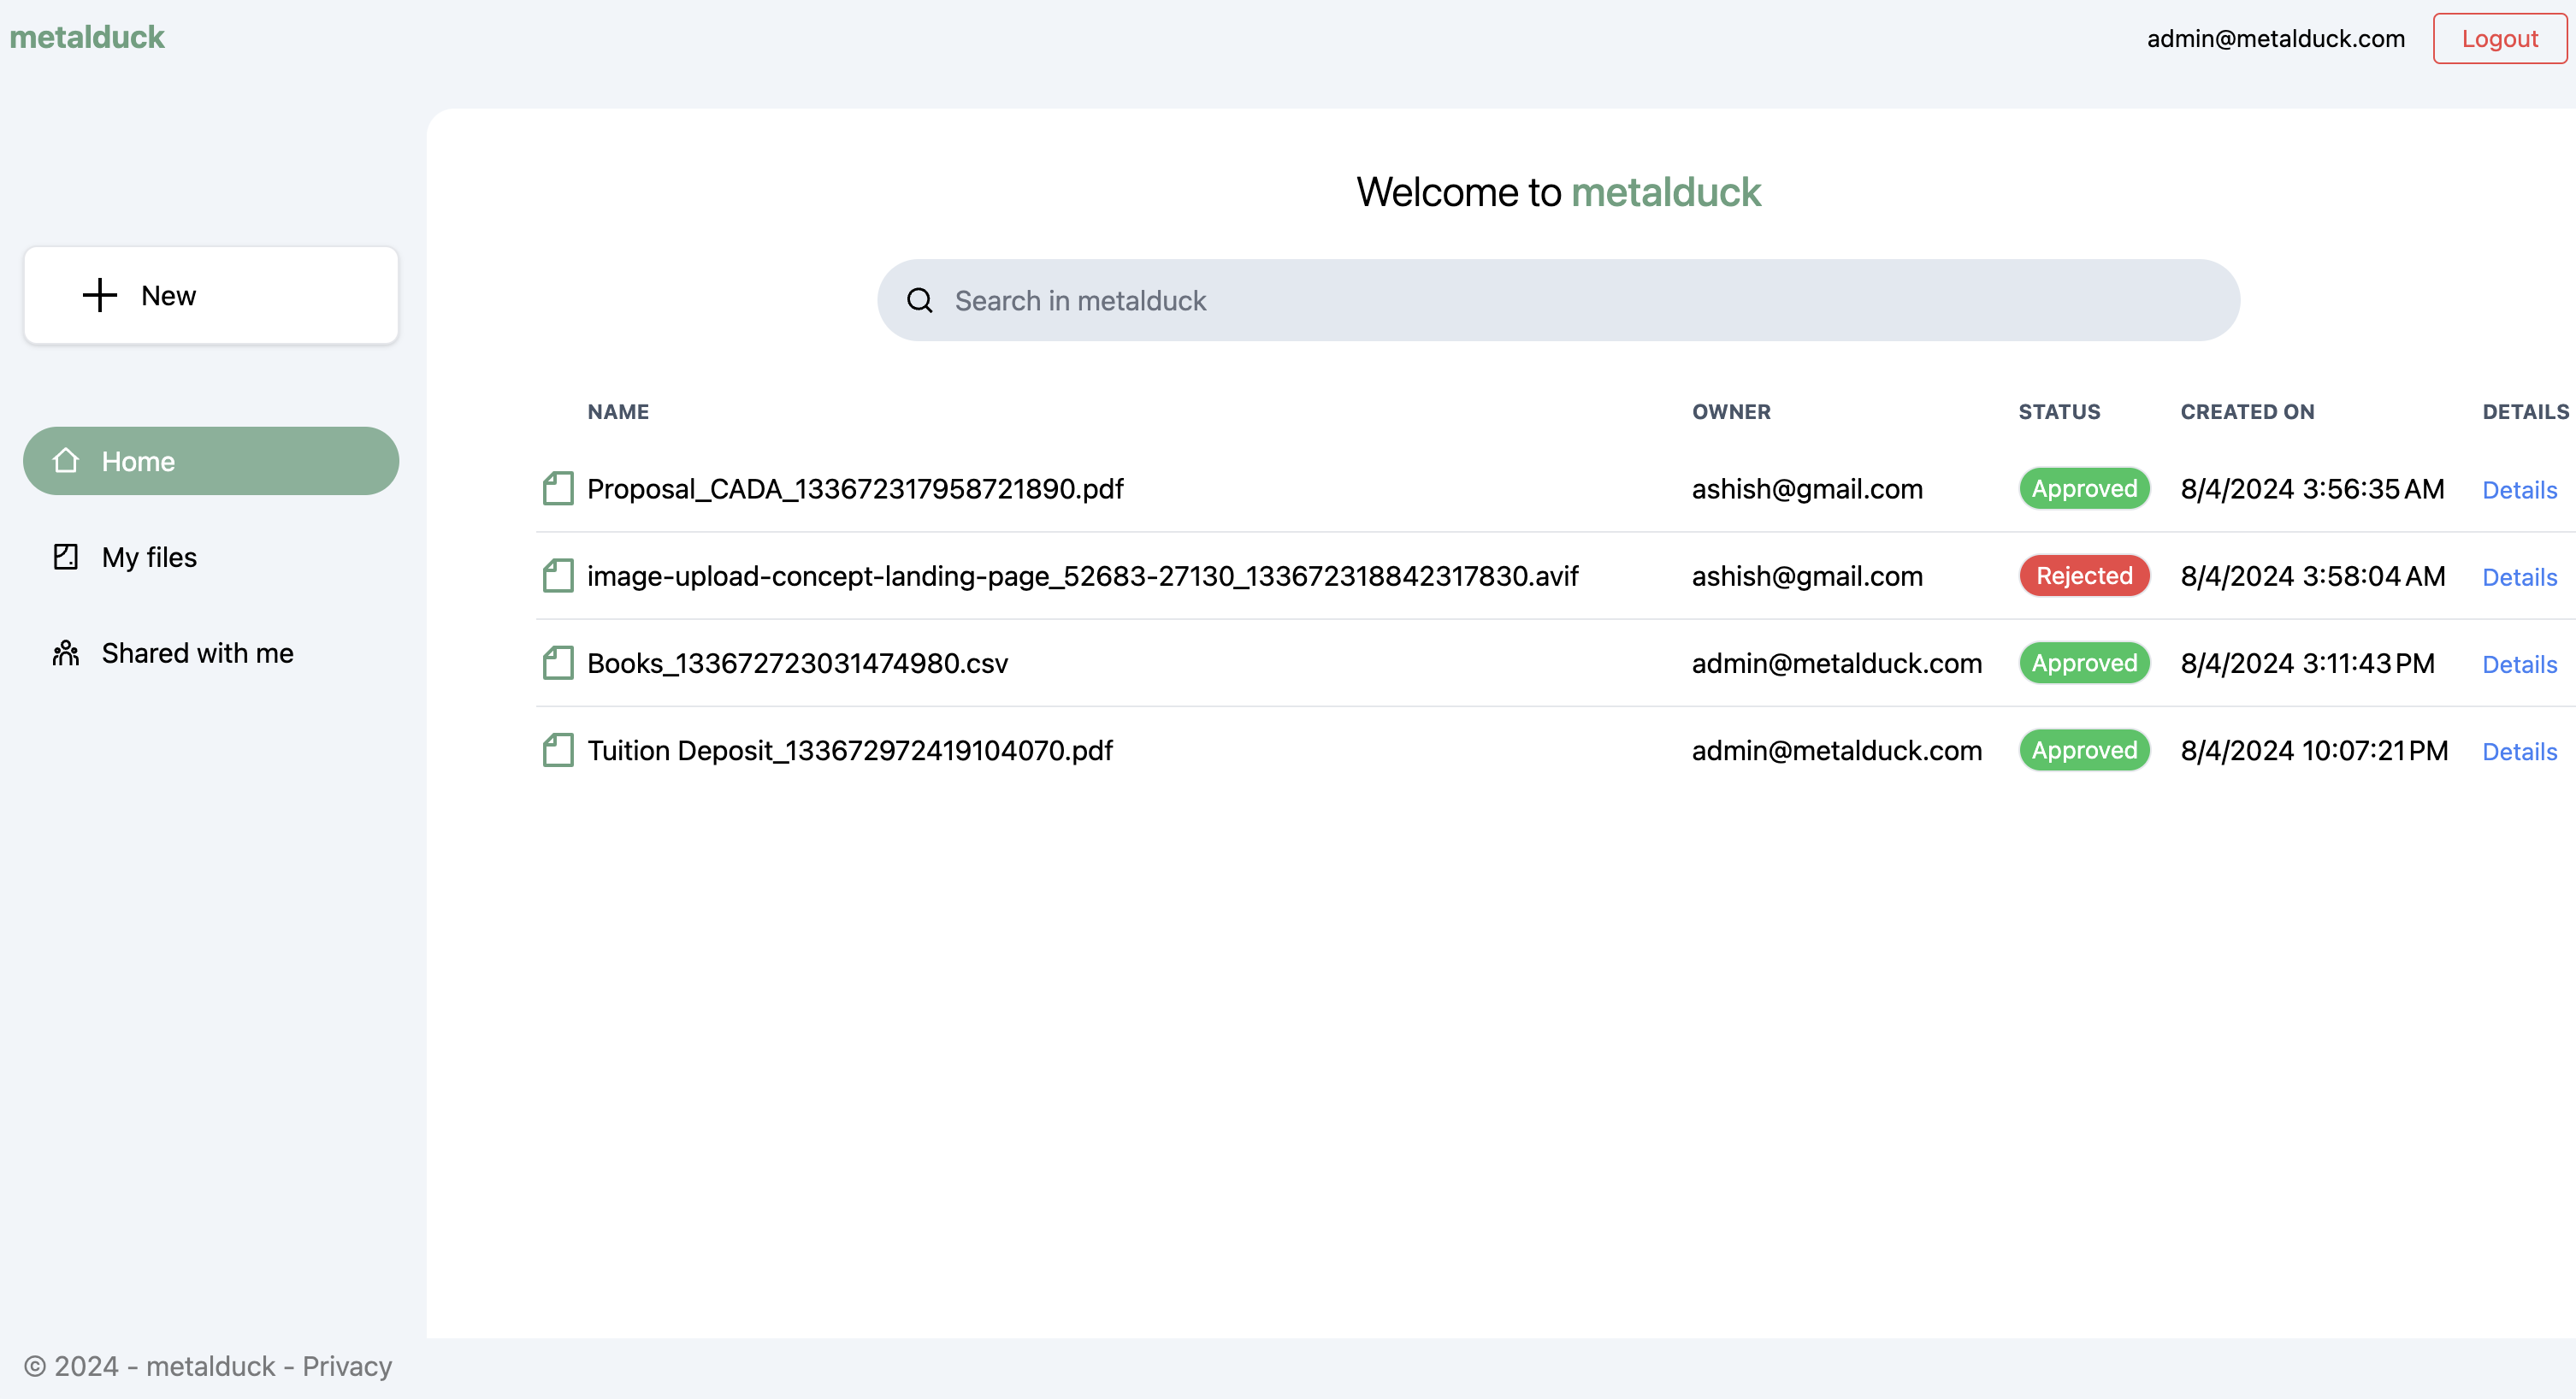 metalduck
admin@metalduck.com Logout
Welcome to metalduck
New
Search in metalduck
NAME OWNER STATUS CREATED ON DETAILS
Home
Proposal_CADA_133672317958721890.pdf ashish@gmail.com Approved 8/4/2024 3:56:35 AM Details
My files
image-upload-concept-landing-page_52683-27130_133672318842317830.avif ashish@gmail.com Rejected 8/4/2024 3:58:04 AM Details
Shared with me
Books_133672723031474980.csv admin@metalduck.com Approved 8/4/2024 3:11:43 PM Details
Tuition Deposit_133672972419104070.pdf admin@metalduck.com Approved 8/4/2024 10:07:21 PM Details
© 2024 - metalduck - Privacy